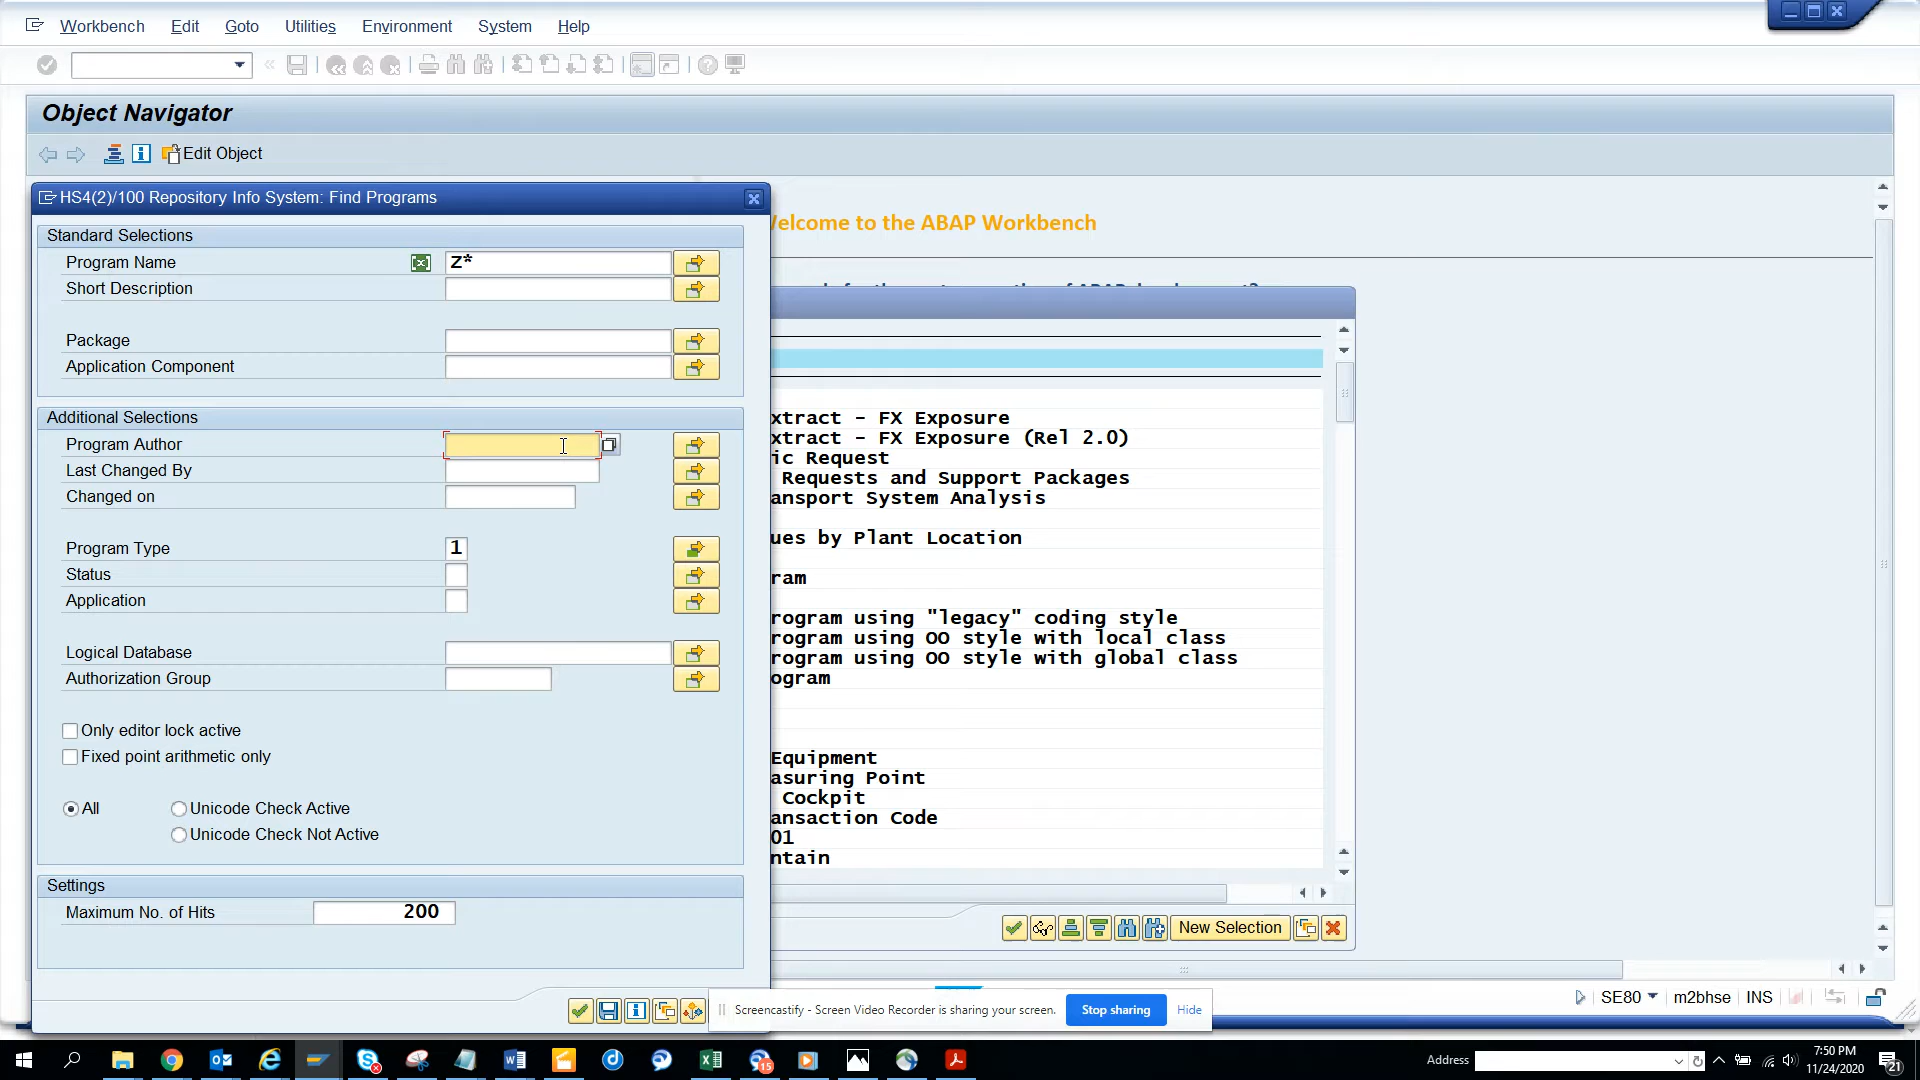 Workbench Edit Goto Utilities Environment System Help
Object Navigator
Edit Object
HS4(2)/100 Repository Info System: Find Programs
Standard Selections
Program Name Z*
Short Description
Package
Application Component
Additional Selections
Program Author
Last Changed By
Changed on
Program Type 1
Status
Application
Logical Database
Authorization Group
Only editor lock active
Fixed point arithmetic only
All Unicode Check Active
Unicode Check Not Active
Settings
Maximum No. of Hits 200
elcome to the ABAP Workbench
xtract - FX Exposure
xtract - FX Exposure (Rel 2.0)
ic Request
Requests and Support Packages
ansport System Analysis
ues by Plant Location
ram
rogram using "legacy" coding style
rogram using OO style with local class
rogram using OO style with global class
ogram
Equipment
asuring Point
Cockpit
ansaction Code
01
ntain
New Selection
Screencastify - Screen Video Recorder is sharing your screen. Stop sharing Hide
SE80 m2bhse INS
15
Address
7:50 PM
11/24/2020
21